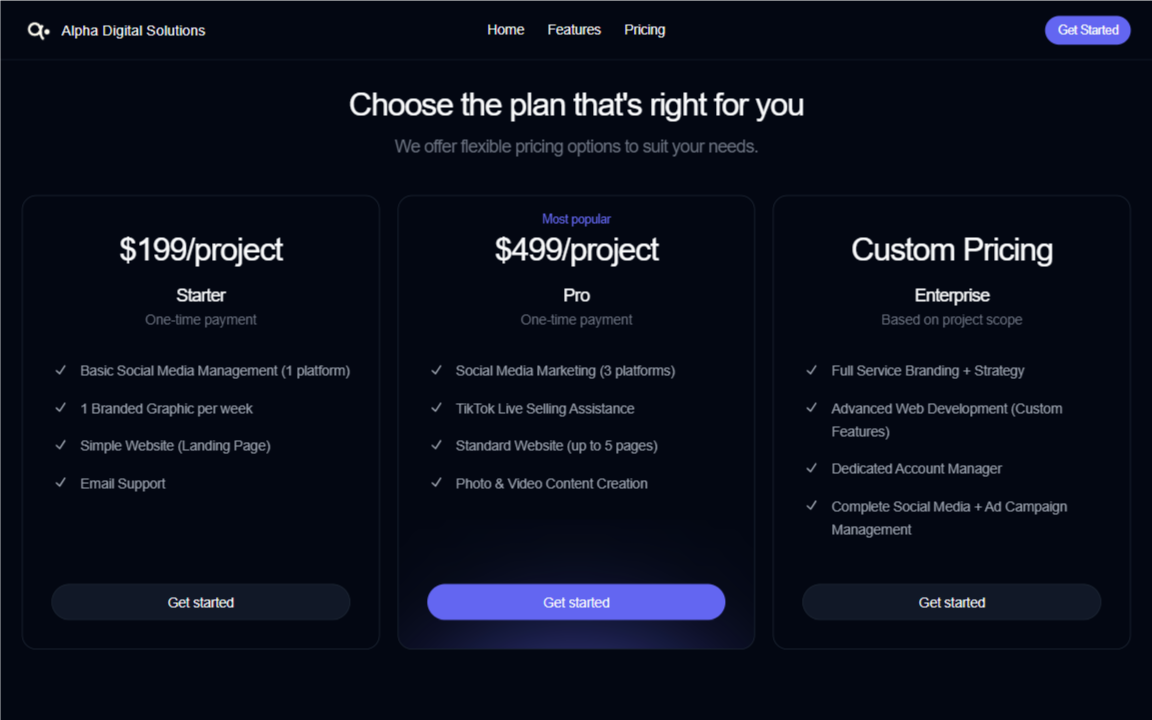 Alpha Digital Solutions
Home
Features
Pricing
Get Started
Choose the plan that's right for you
We offer flexible pricing options to suit your needs.
$199/project
Starter
One-time payment
Basic Social Media Management (1 platform)
1 Branded Graphic per week
Simple Website (Landing Page)
Email Support
Get started
Most popular
$499/project
Pro
One-time payment
Social Media Marketing (3 platforms)
TikTok Live Selling Assistance
Standard Website (up to 5 pages)
Photo & Video Content Creation
Get started
Custom Pricing
Enterprise
Based on project scope
Full Service Branding + Strategy
Advanced Web Development (Custom
Features)
Dedicated Account Manager
Complete Social Media + Ad Campaign
Management
Get started